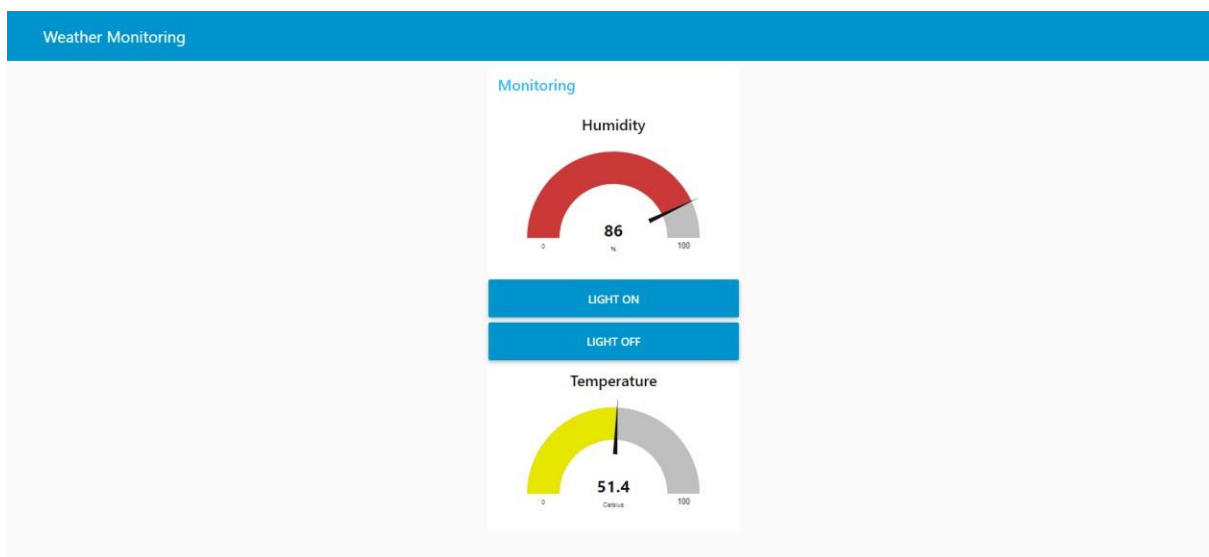 Weather Monitoring
Monitoring
Humidity
86
%
0
100
LIGHT ON
LIGHT OFF
Temperature
51.4
Celsius
0
100